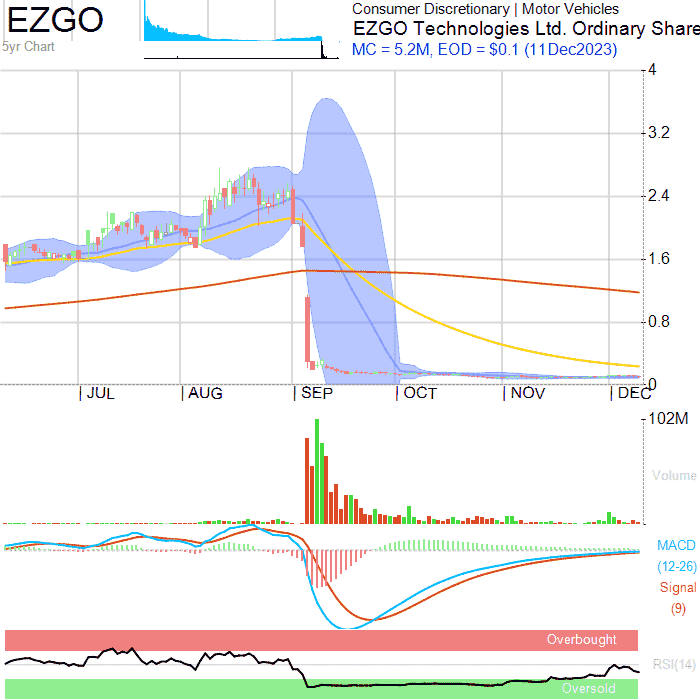 EZGO
5yr Chart
Consumer Discretionary | Motor Vehicles
EZGO Technologies Ltd. Ordinary Share
MC = 5.2M, EOD = $0.1 (11Dec2023)
4
3.2
2.4
1.6
0.8
0
JUL AUG SEP OCT NOV DEC
102M
Volume
MACD
(12-26)
Signal
(9)
Overbought
RSI(14)
Oversold